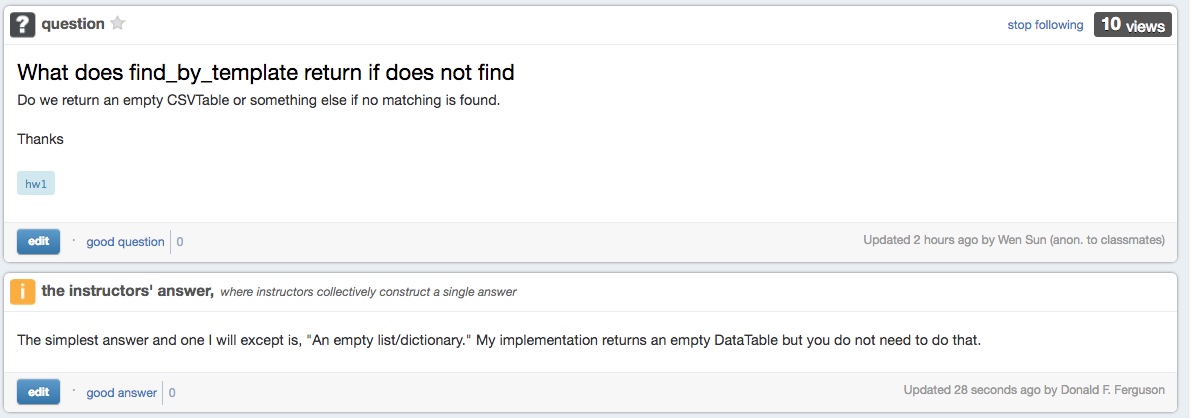 ? question stop following 10 views
What does find_by_template return if does not find
Do we return an empty CSVTable or something else if no matching is found.
Thanks
hw1
edit · good question 0 Updated 2 hours ago by Wen Sun (anon. to classmates)
i the instructors' answer, where instructors collectively construct a single answer
The simplest answer and one I will except is, "An empty list/dictionary." My implementation returns an empty DataTable but you do not need to do that.
edit · good answer 0 Updated 28 seconds ago by Donald F. Ferguson